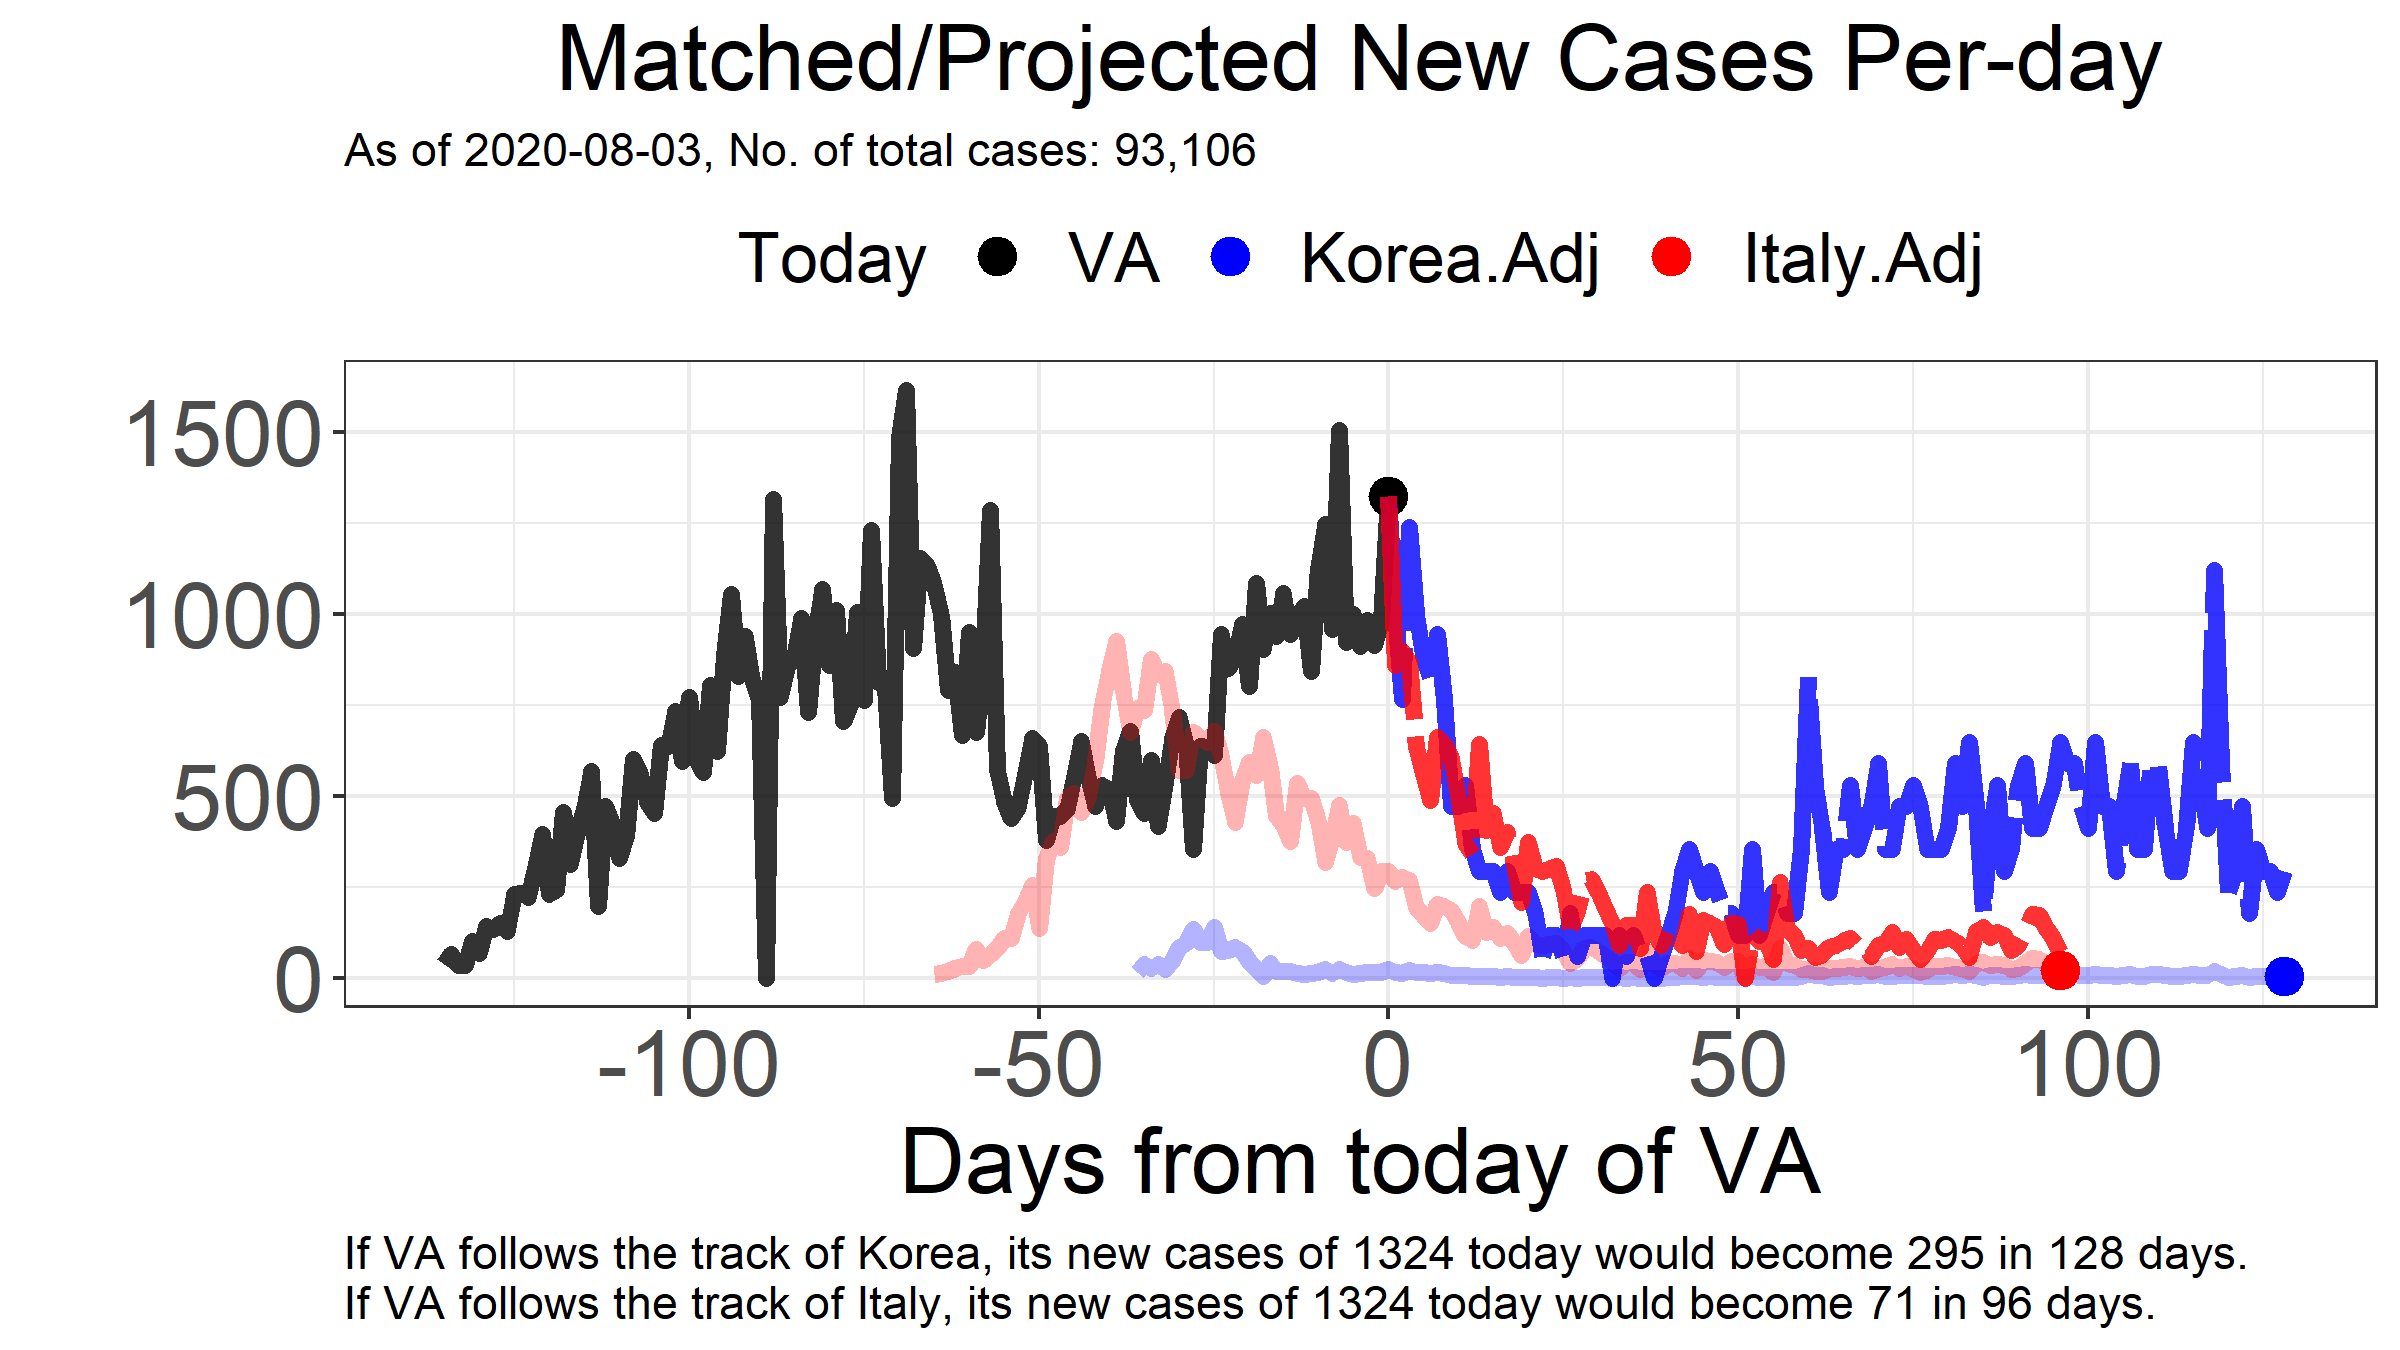 Matched/Projected New Cases Per-day
As of 2020-08-03, No. of total cases: 93,106
Today VA Korea.Adj Italy.Adj
1500
1000
500
0
-100 -50 0 50 100
Days from today of VA
If VA follows the track of Korea, its new cases of 1324 today would become 295 in 128 days.
If VA follows the track of Italy, its new cases of 1324 today would become 71 in 96 days.